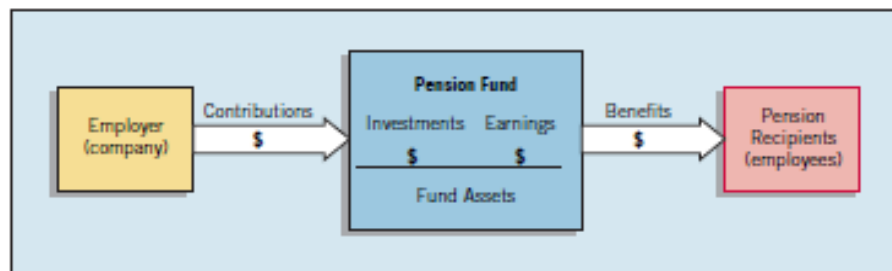 Employer
(company)
Contributions
$
Pension Fund
Investments Earnings
$ $
Fund Assets
Benefits
$
Pension
Recipients
(employees)